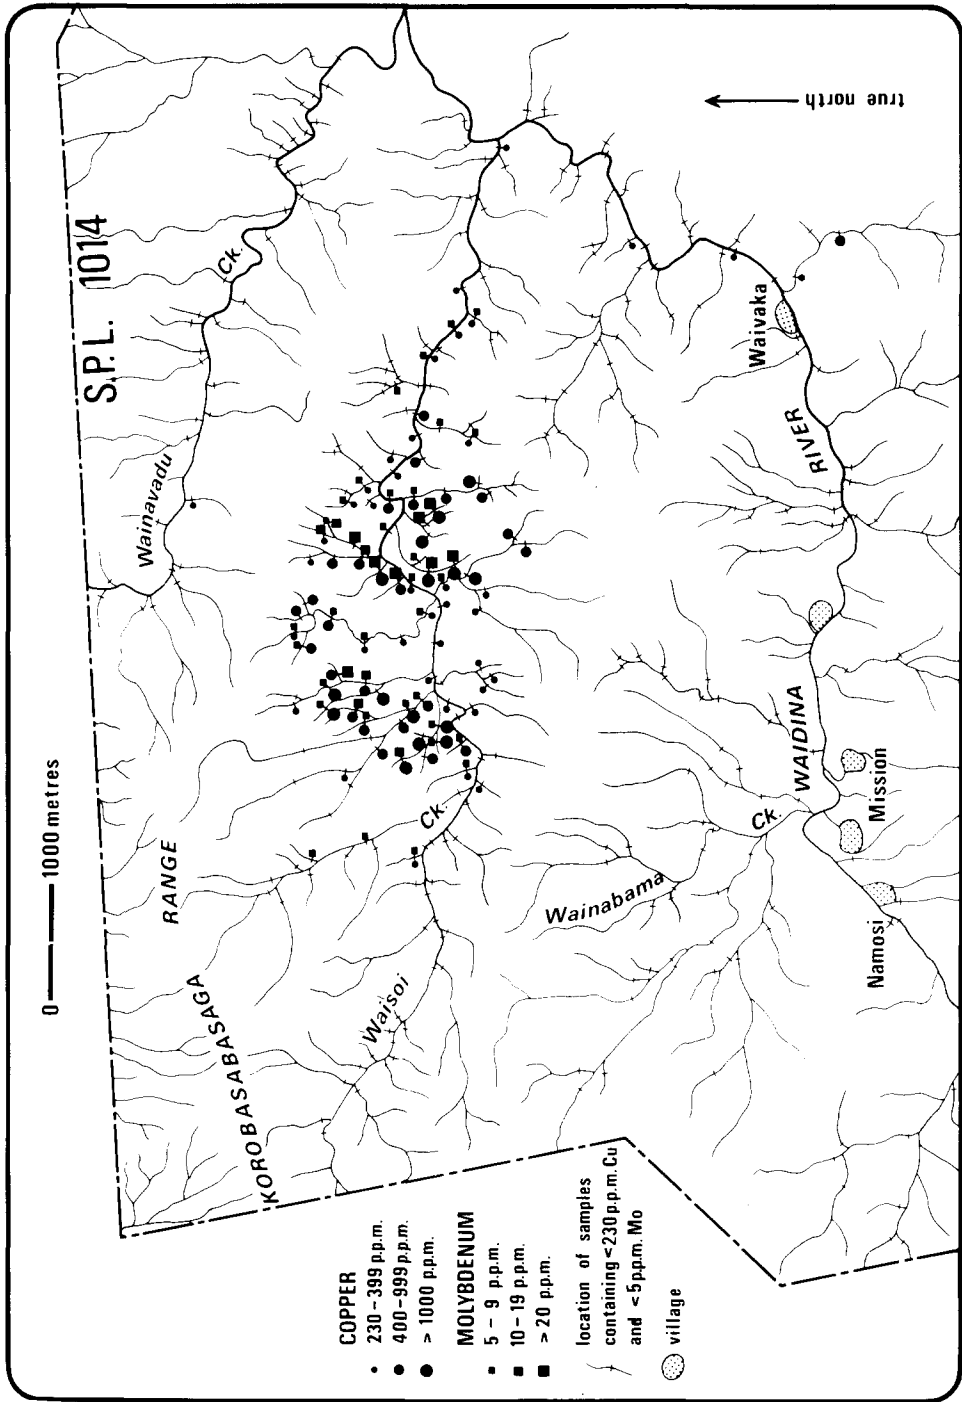 0 1000 metres
S.P.L. 1014
true north
KOROBASABASAGA
RANGE
Wainavadu
Ck.
Waisoi
Ck.
Wainabama
Ck.
WAIDINA
RIVER
Waivaka
Mission
Namosi
COPPER
230-399 p.p.m.
400-999 p.p.m.
> 1000 p.p.m.
MOLYBDENUM
5 - 9 p.p.m.
10 - 19 p.p.m.
> 20 p.p.m.
location of samples
containing <230 p.p.m. Cu
and <5 p.p.m. Mo
village